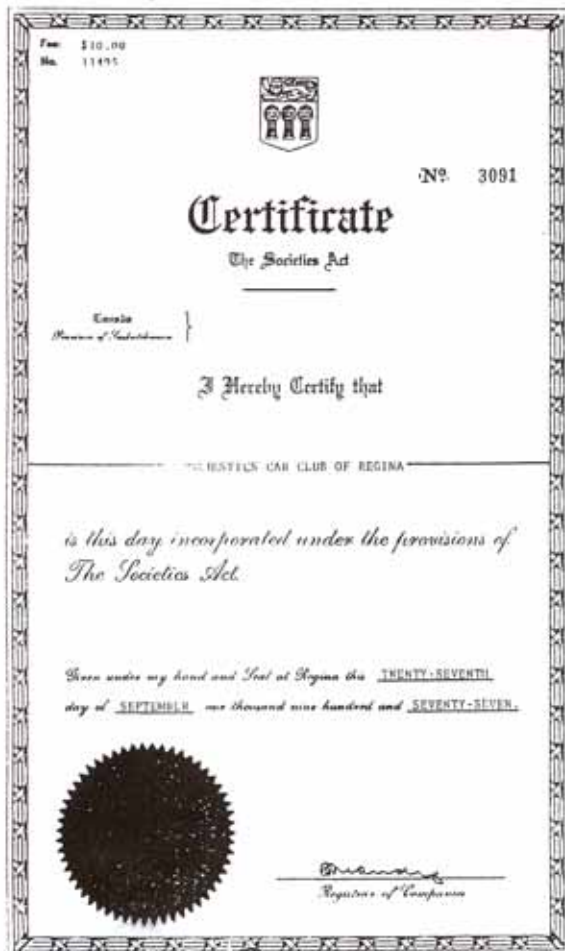 Fee: $10.00
No. 11495
No. 3091
Certificate
The Societies Act
Canada
Province of Saskatchewan
I Hereby Certify that
CAR CLUB OF REGINA
is this day incorporated under the provisions of
The Societies Act.
Given under my hand and Seal at Regina this TWENTY-SEVENTH
day of SEPTEMBER one thousand nine hundred and SEVENTY-SEVEN.
Registrar of Companies